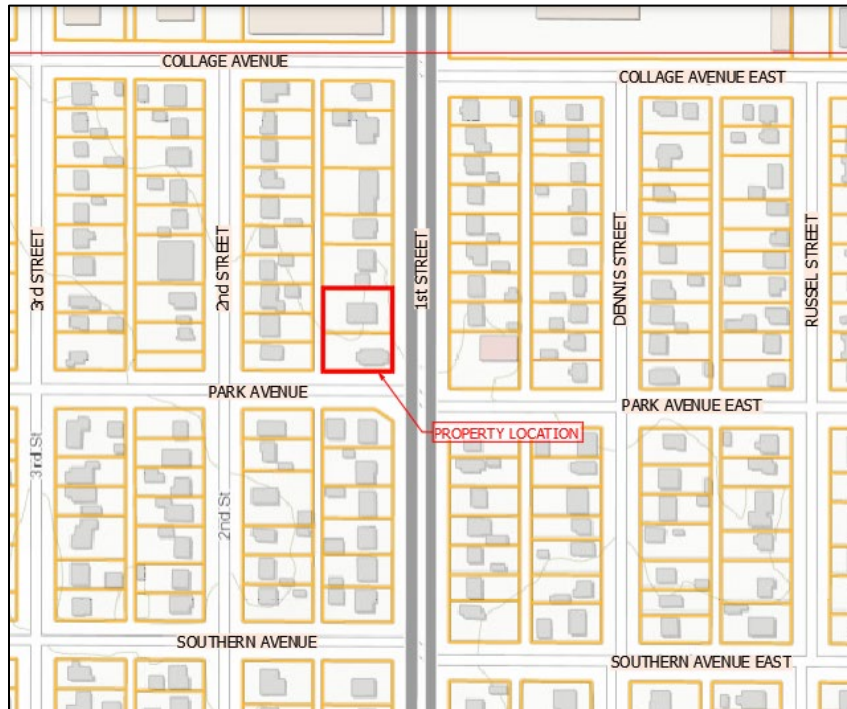 COLLAGE AVENUE
COLLAGE AVENUE EAST
3rd STREET
2nd STREET
1st STREET
DENNIS STREET
RUSSEL STREET
PARK AVENUE
PARK AVENUE EAST
PROPERTY LOCATION
3rd St
2nd St
SOUTHERN AVENUE
SOUTHERN AVENUE EAST